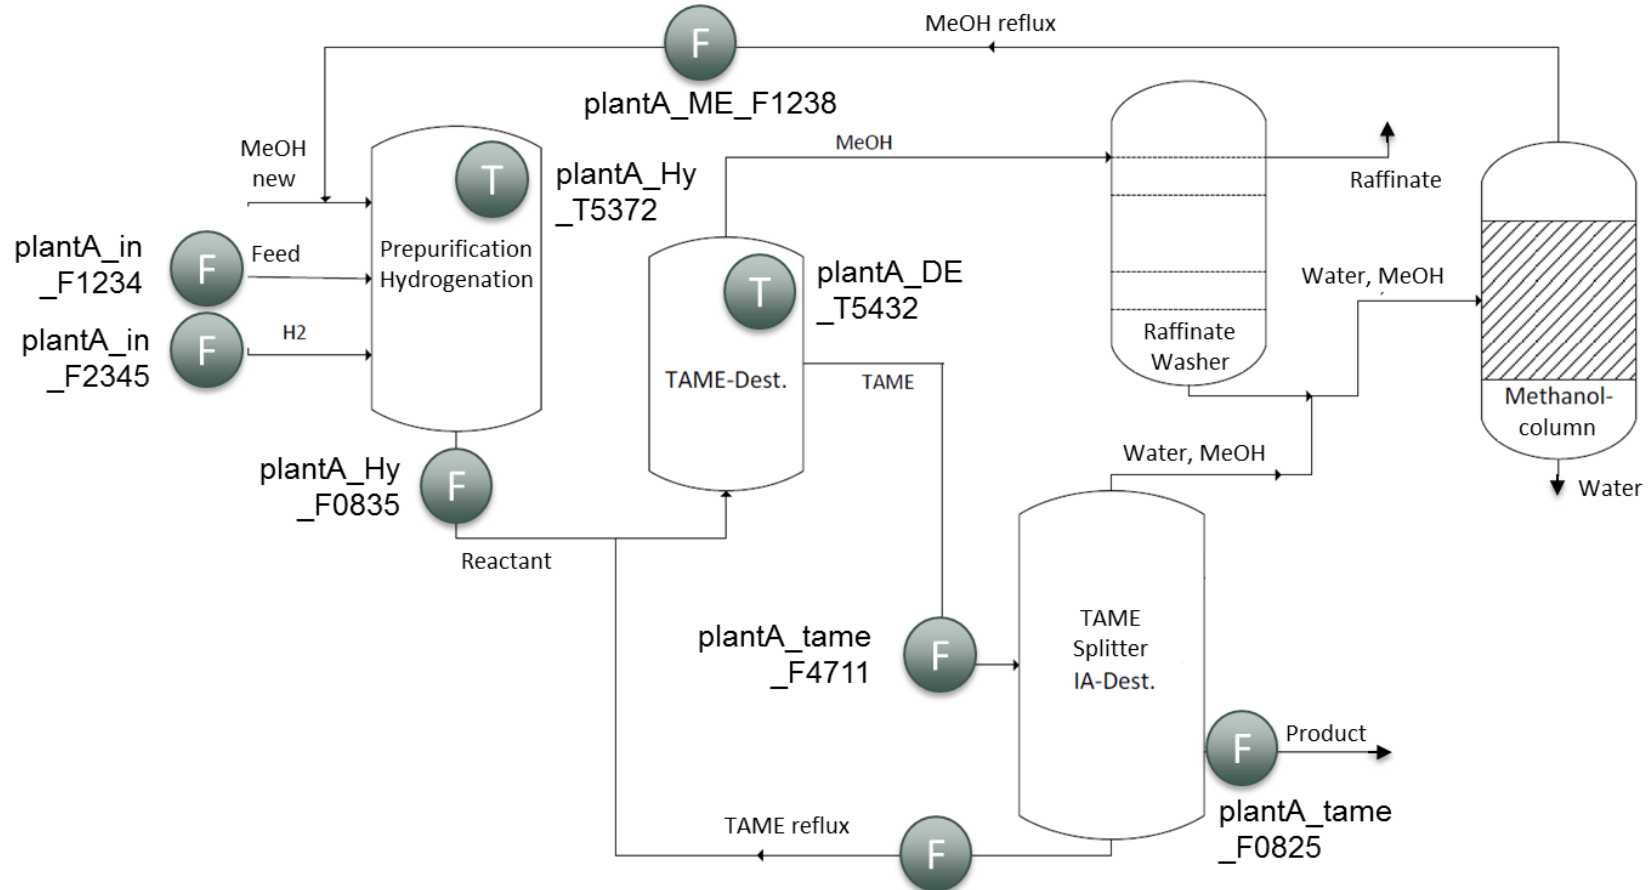 MeOH reflux
F
plantA_ME_F1238
MeOH
new
T
plantA_Hy
_T5372
MeOH
Raffinate
plantA_in
_F1234
F
Feed
Prepurification
Hydrogenation
plantA_in
_F2345
F
H2
T
plantA_DE
_T5432
TAME-Dest.
TAME
Raffinate
Washer
Water, MeOH
Methanol-
column
Water
plantA_Hy
_F0835
F
Reactant
Water, MeOH
plantA_tame
_F4711
F
TAME
Splitter
IA-Dest.
F
Product
plantA_tame
_F0825
TAME reflux
F